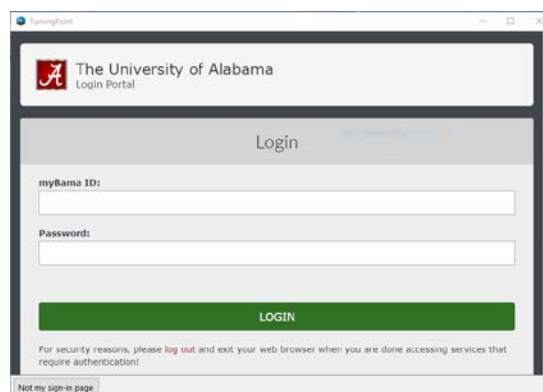 TurningPoint
The University of Alabama
Login Portal
Login
myBama ID:
Password:
LOGIN
For security reasons, please log out and exit your web browser when you are done accessing services that
require authentication!
Not my sign-in page